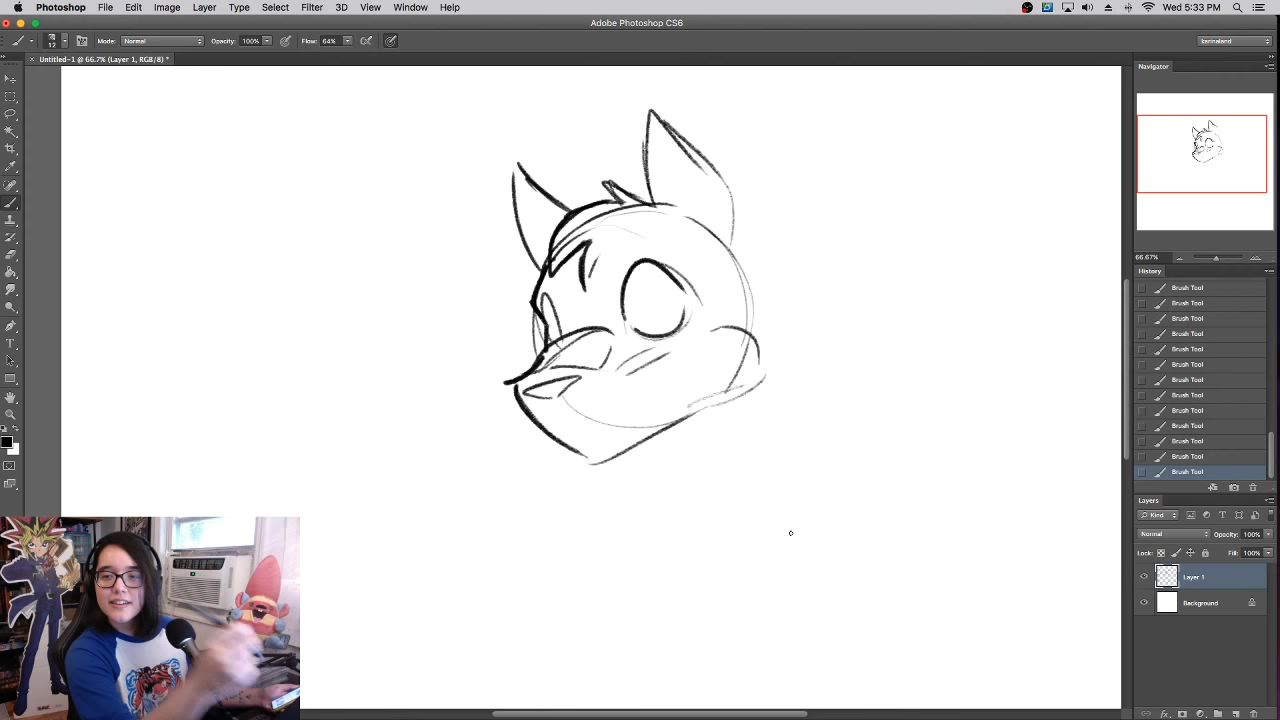 Photoshop File Edit Image Layer Type Select Filter 3D View Window Help Wed 5:33 PM
Adobe Photoshop CS6
12 Mode: Normal Opacity: 100% Flow: 64% karinaland
Untitled-1 @ 66.7% (Layer 1, RGB/8) *
Navigator
66.67%
History
Brush Tool
Brush Tool
Brush Tool
Brush Tool
Brush Tool
Brush Tool
Brush Tool
Brush Tool
Brush Tool
Brush Tool
Brush Tool
Brush Tool
Brush Tool
Layers
Kind
Normal Opacity: 100%
Lock: Fill: 100%
Layer 1
Background